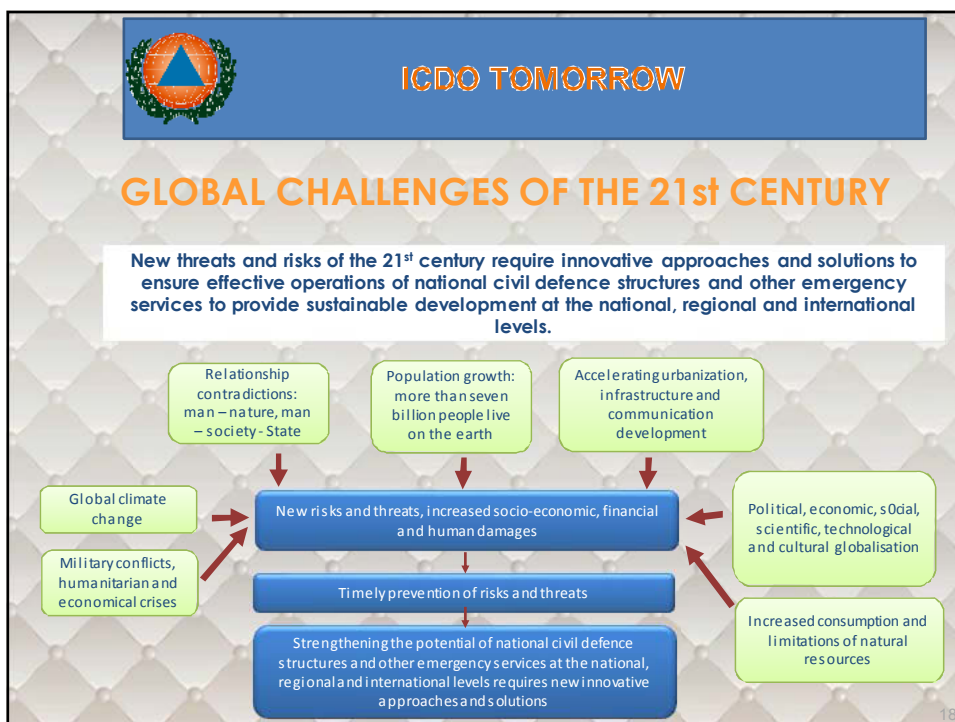 ICDO TOMORROW
GLOBAL CHALLENGES OF THE 21st CENTURY
New threats and risks of the 21st century require innovative approaches and solutions to
ensure effective operations of national civil defence structures and other emergency
services to provide sustainable development at the national, regional and international
levels.
Relationship
contradictions:
man – nature, man
– society - State
Population growth:
more than seven
billion people live
on the earth
Accelerating urbanization,
infrastructure and
communication
development
Global climate
change
Military conflicts,
humanitarian and
economical crises
New risks and threats, increased socio-economic, financial
and human damages
Political, economic, s0cial,
scientific, technological
and cultural globalisation
Timely prevention of risks and threats
Increased consumption and
limitations of natural
resources
Strengthening the potential of national civil defence
structures and other emergency services at the national,
regional and international levels requires new innovative
approaches and solutions
18